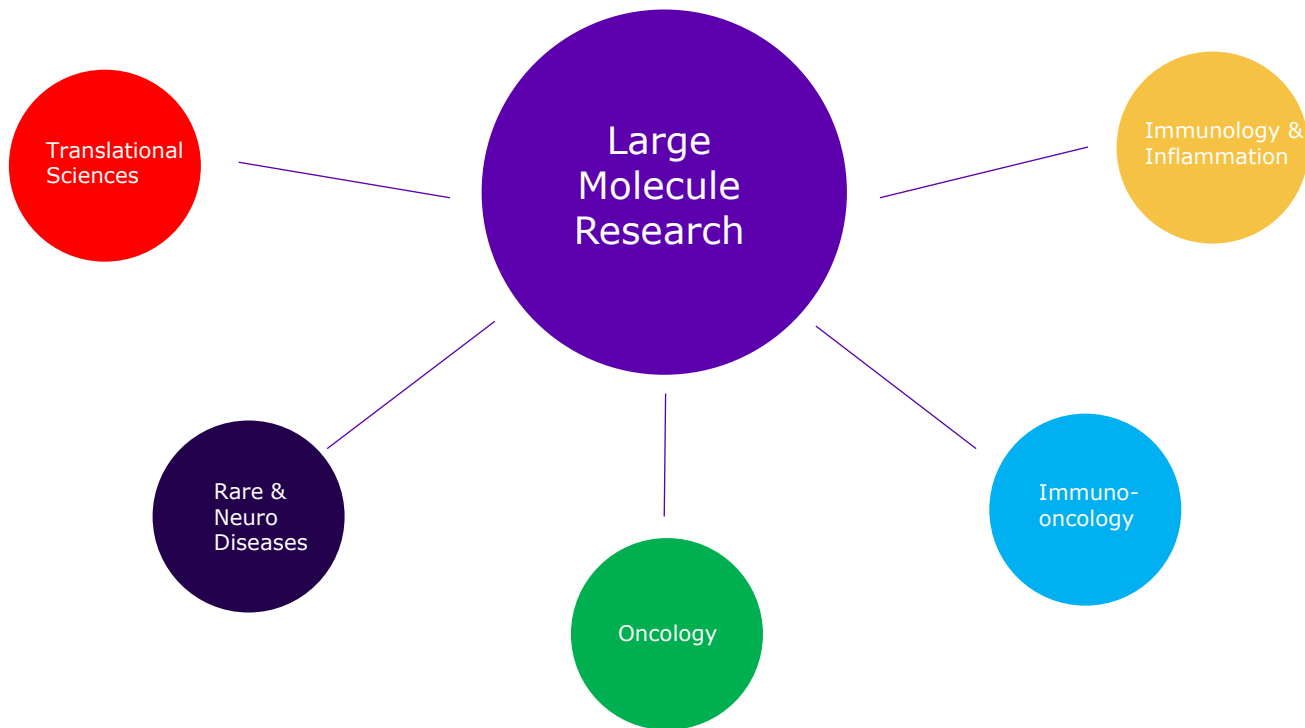 Large
Molecule
Research
Translational
Sciences
Immunology &
Inflammation
Rare &
Neuro
Diseases
Immuno-
oncology
Oncology